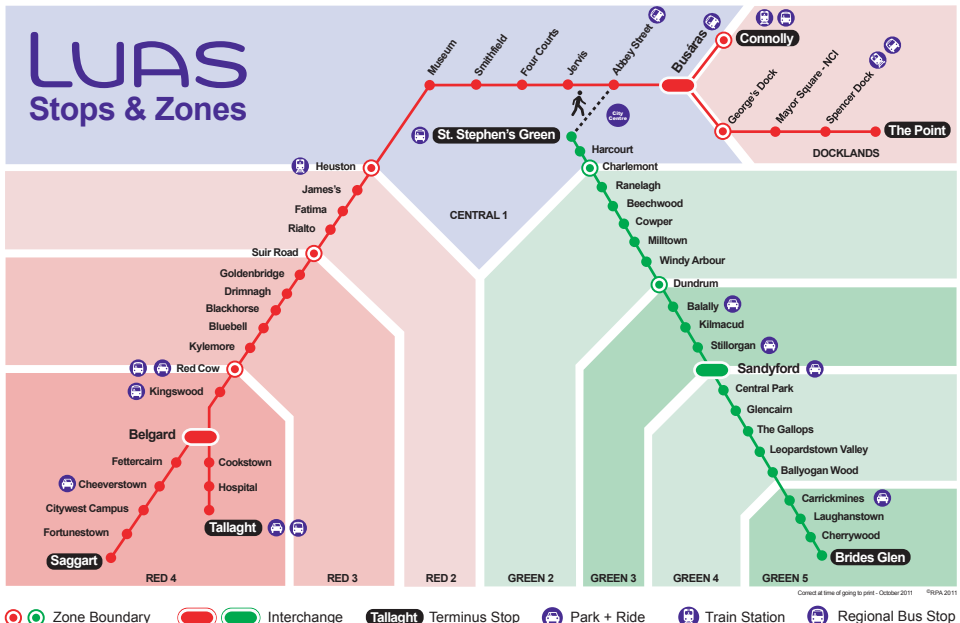 LUAS
Stops & Zones
Museum
Smithfield
Four Courts
Jervis
Abbey Street
Busáras
Connolly
George's Dock
Mayor Square - NCI
Spencer Dock
The Point
DOCKLANDS
City
Centre
St. Stephen's Green
Harcourt
Charlemont
Ranelagh
Beechwood
Cowper
Milltown
Windy Arbour
Dundrum
Balally
Kilmacud
Stillorgan
Sandyford
Central Park
Glencairn
The Gallops
Leopardstown Valley
Ballyogan Wood
Carrickmines
Laughanstown
Cherrywood
Brides Glen
CENTRAL 1
Heuston
James's
Fatima
Rialto
Suir Road
Goldenbridge
Drimnagh
Blackhorse
Bluebell
Kylemore
Red Cow
Kingswood
Belgard
Fettercairn
Cheeverstown
Citywest Campus
Fortunestown
Saggart
Cookstown
Hospital
Tallaght
RED 4
RED 3
RED 2
GREEN 2
GREEN 3
GREEN 4
GREEN 5
Correct at time of going to print - October 2011 ©RPA 2011
Zone Boundary
Interchange
Tallaght Terminus Stop
Park + Ride
Train Station
Regional Bus Stop